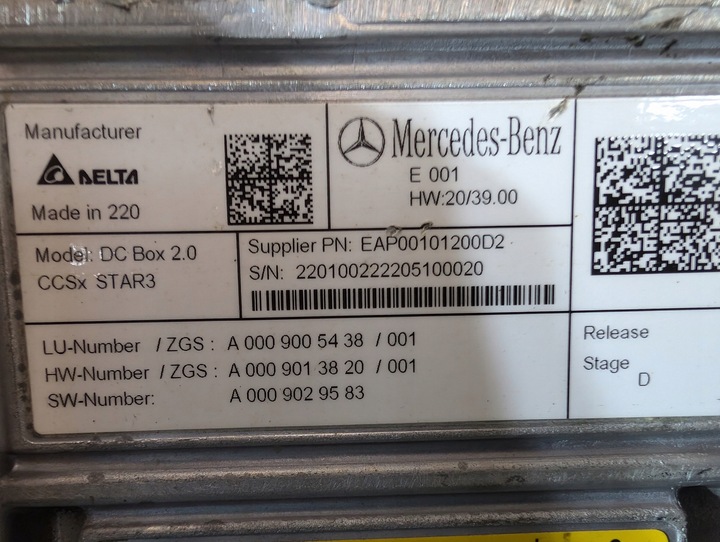 Manufacturer
DELTA
Made in 220
Mercedes-Benz
E 001
HW:20/39.00
Model: DC Box 2.0
CCSx STAR3
Supplier PN: EAP00101200D2
S/N: 220100222205100020
LU-Number / ZGS : A 000 900 54 38 / 001
HW-Number / ZGS : A 000 901 38 20 / 001
SW-Number: A 000 902 95 83
Release
Stage
D